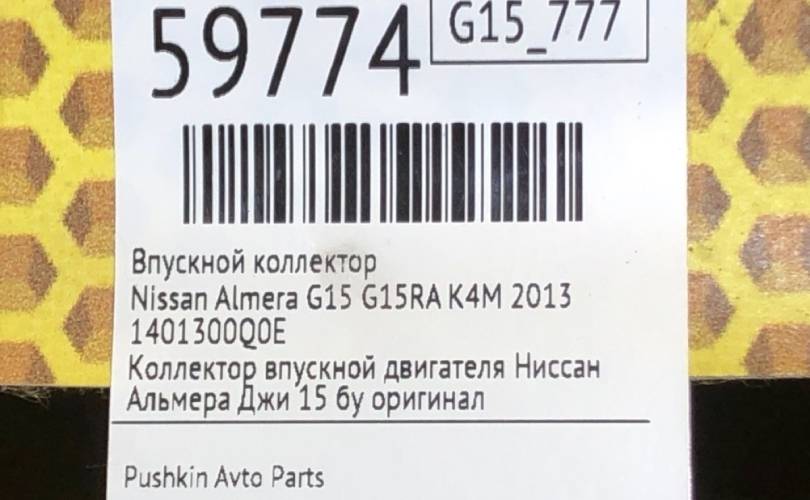 59774
G15_777
Впускной коллектор
Nissan Almera G15 G15RA K4M 2013
1401300Q0E
Коллектор впускной двигателя Ниссан
Альмера Джи 15 бу оригинал
Pushkin Avto Parts